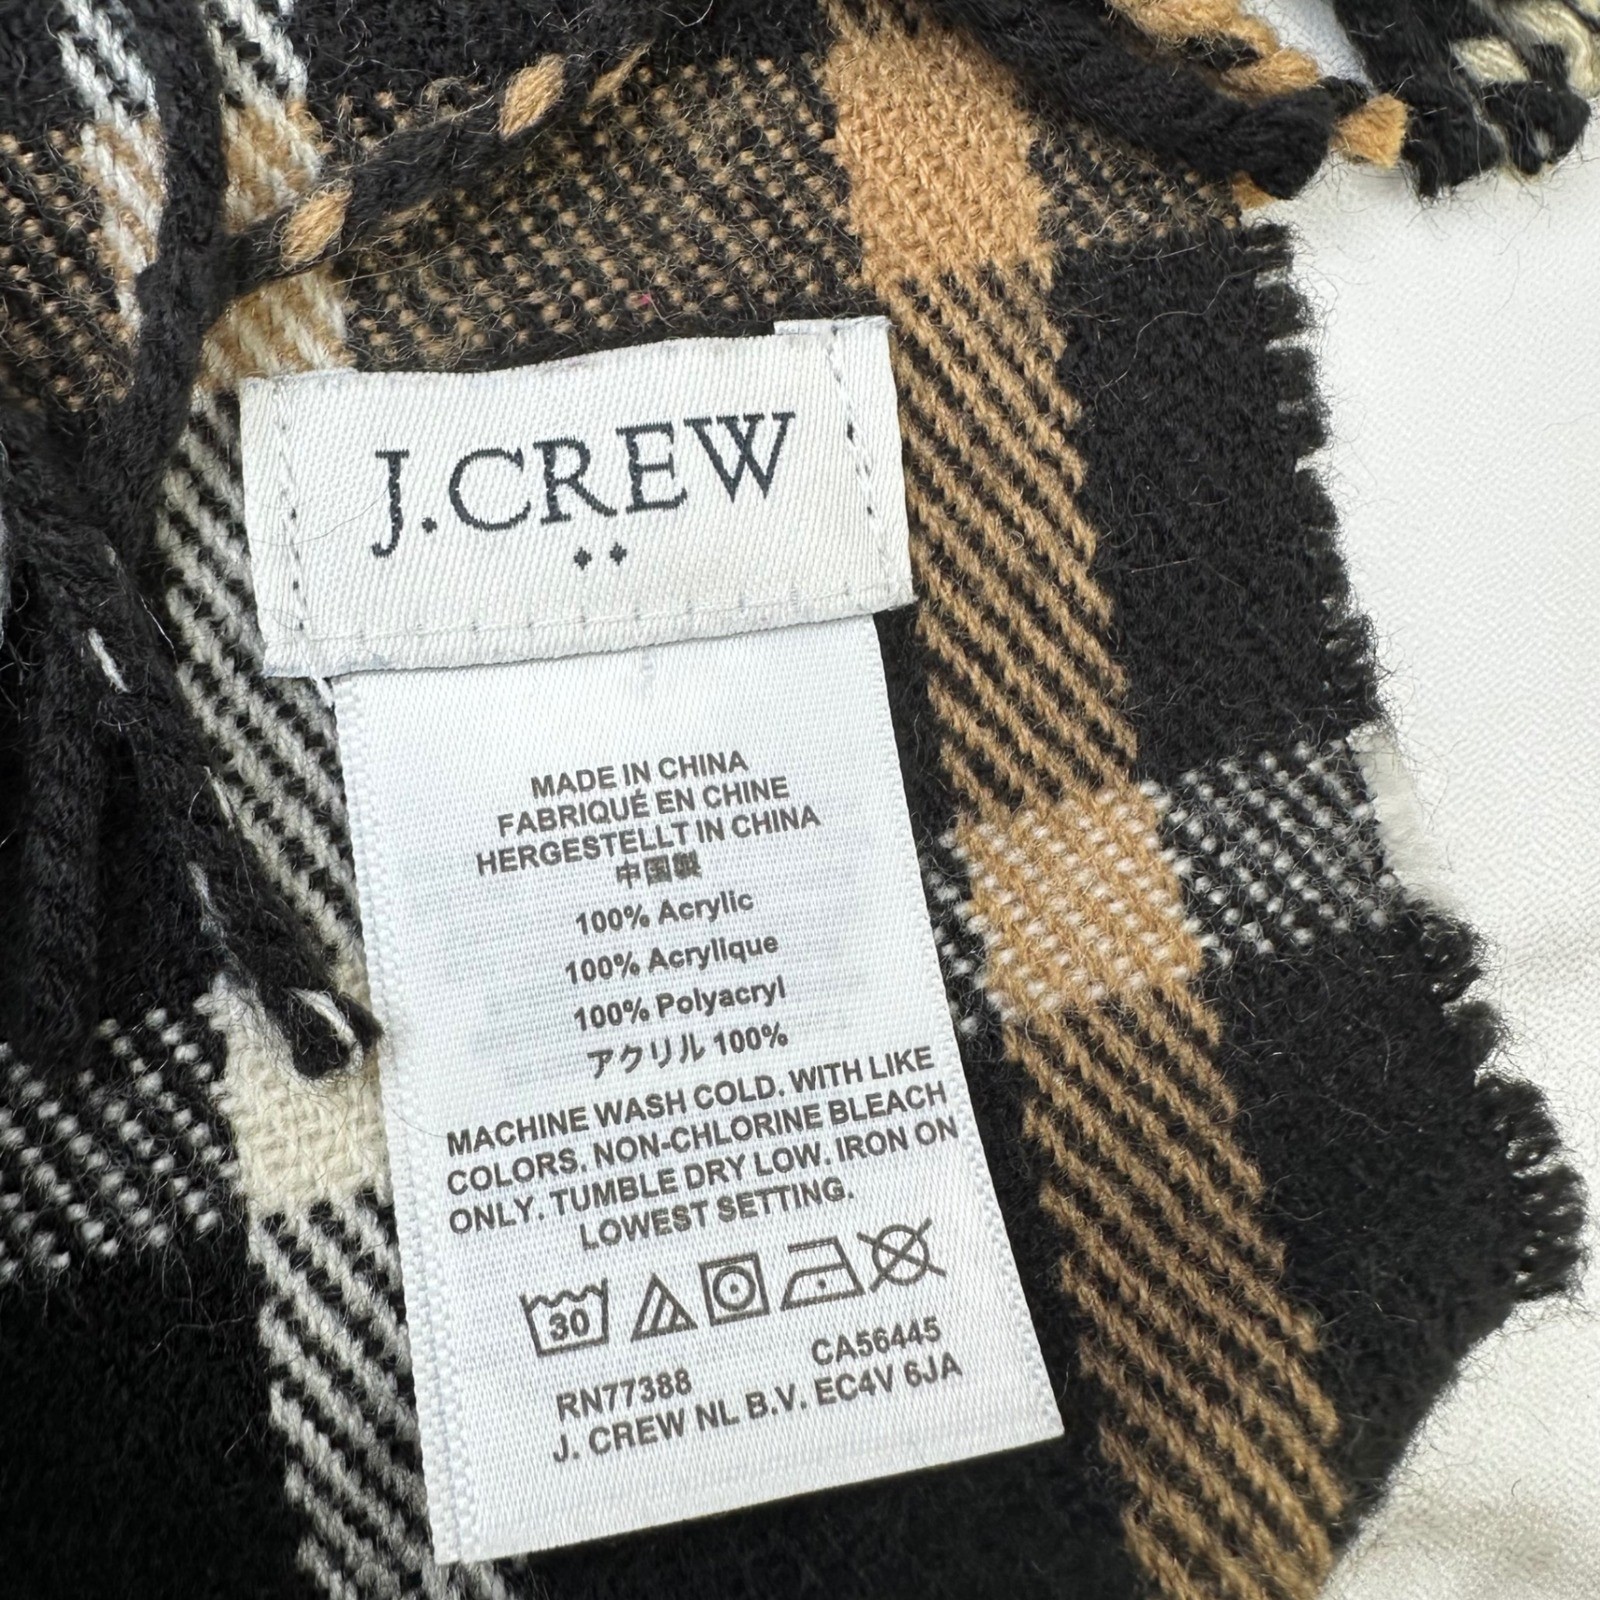 J.CREW
MADE IN CHINA
FABRIQUÉ EN CHINE
HERGESTELLT IN CHINA
中国製
100% Acrylic
100% Acrylique
100% Polyacryl
アクリル 100%
MACHINE WASH COLD. WITH LIKE
COLORS. NON-CHLORINE BLEACH
ONLY. TUMBLE DRY LOW. IRON ON
LOWEST SETTING.
30
RN77388 CA56445
J. CREW NL B.V. EC4V 6JA